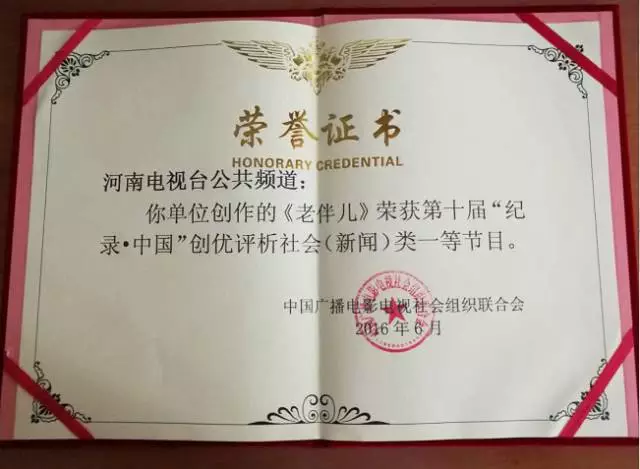 荣誉证书
HONORARY CREDENTIAL
河南电视台公共频道：
你单位创作的《老伴儿》荣获第十届“纪
录·中国”创优评析社会（新闻）类一等节目。
中国广播电影电视社会组织联合会
2016年6月